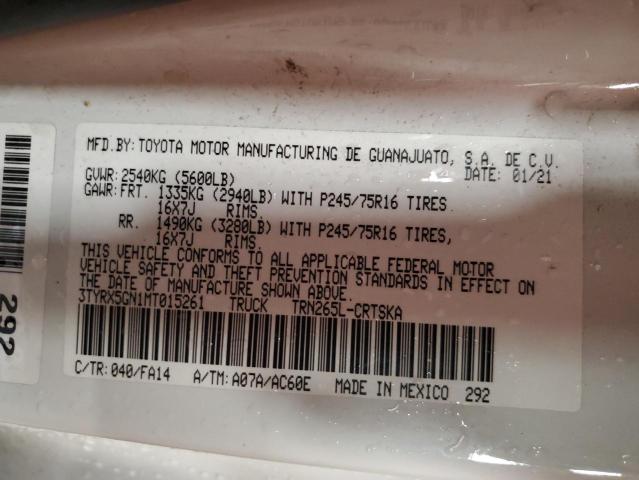 MFD.BY: TOYOTA MOTOR MANUFACTURING DE GUANAJUATO, S.A. DE C.V.
GVWR: 2540KG (5600LB) DATE: 01/21
GAWR: FRT. 1335KG (2940LB) WITH P245/75R16 TIRES
16X7J RIMS.
RR. 1490KG (3280LB) WITH P245/75R16 TIRES,
16X7J RIMS.
THIS VEHICLE CONFORMS TO ALL APPLICABLE FEDERAL MOTOR
VEHICLE SAFETY AND THEFT PREVENTION STANDARDS IN EFFECT ON
THE DATE OF MANUFACTURE SHOWN ABOVE.
3TYRX5GN1MT015261 TRUCK TRN265L-CRTSKA
C/TR: 040/FA14 A/TM: A07A/AC60E MADE IN MEXICO 292
292